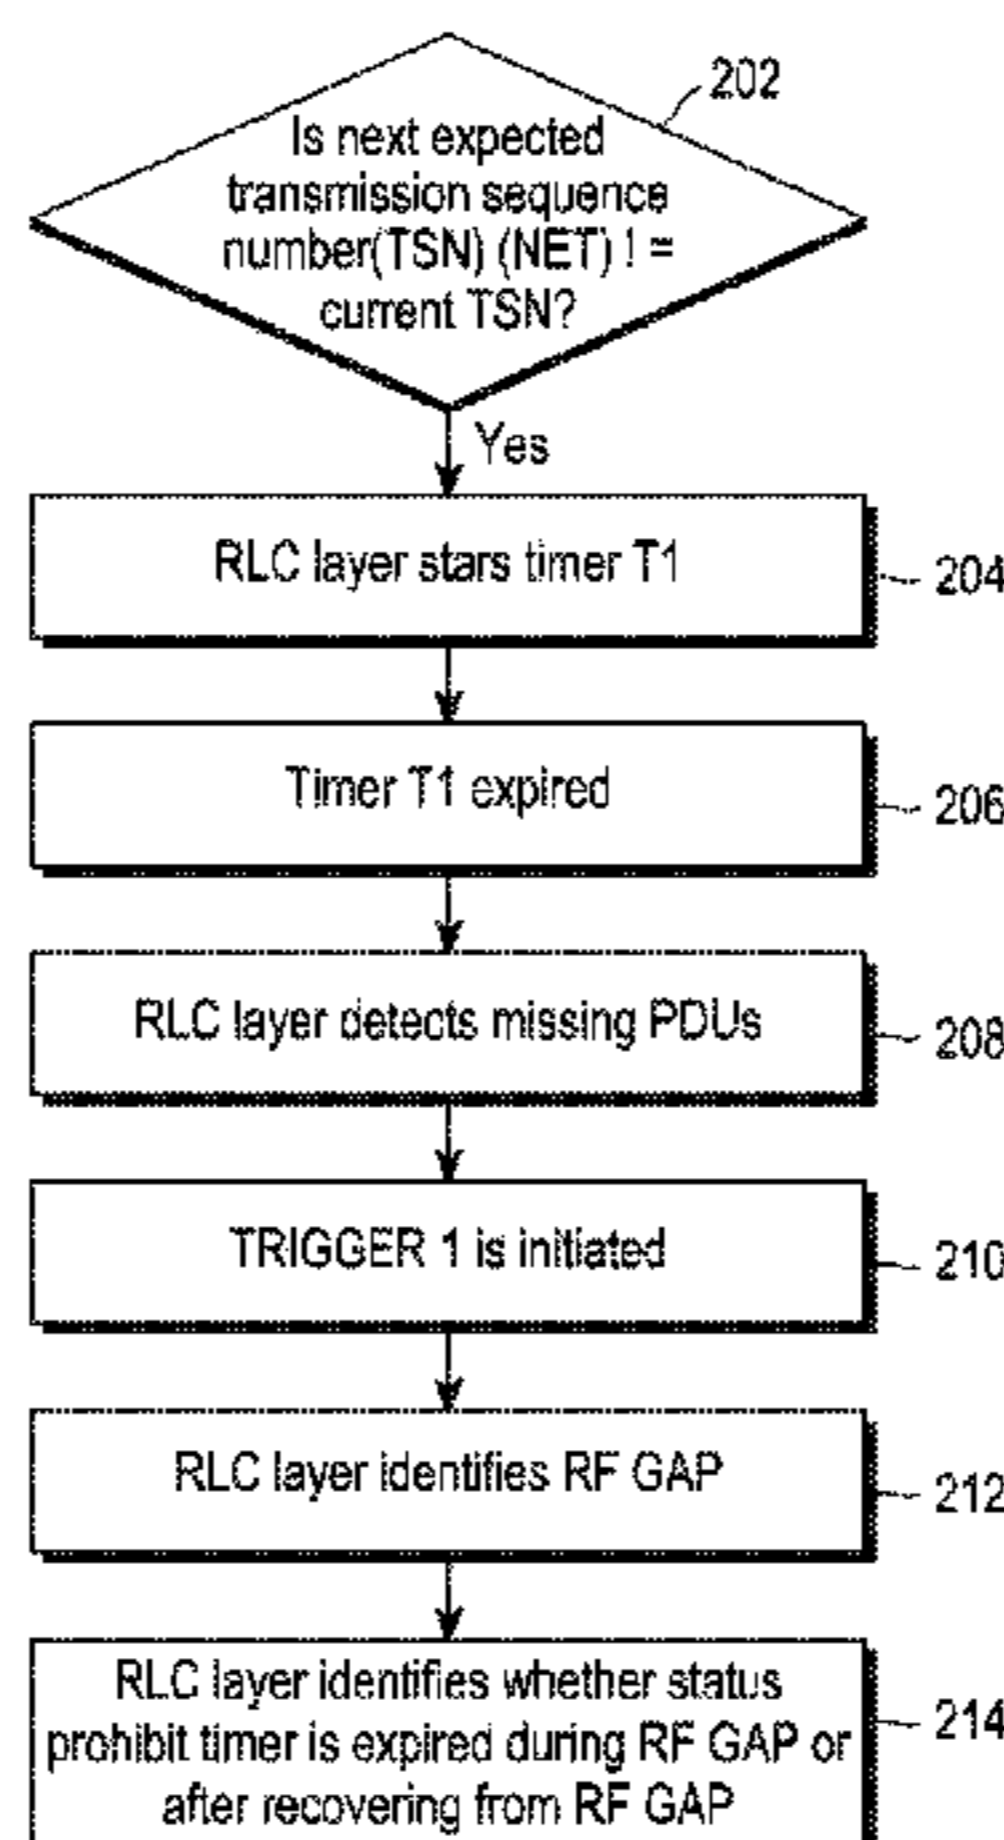 202
Is next expected
transmission sequence
number(TSN) (NET) ! =
current TSN?
Yes
RLC layer stars timer T1
204
Timer T1 expired
206
RLC layer detects missing PDUs
208
TRIGGER 1 is initiated
210
RLC layer identifies RF GAP
212
RLC layer identifies whether status
prohibit timer is expired during RF GAP or
after recovering from RF GAP
214